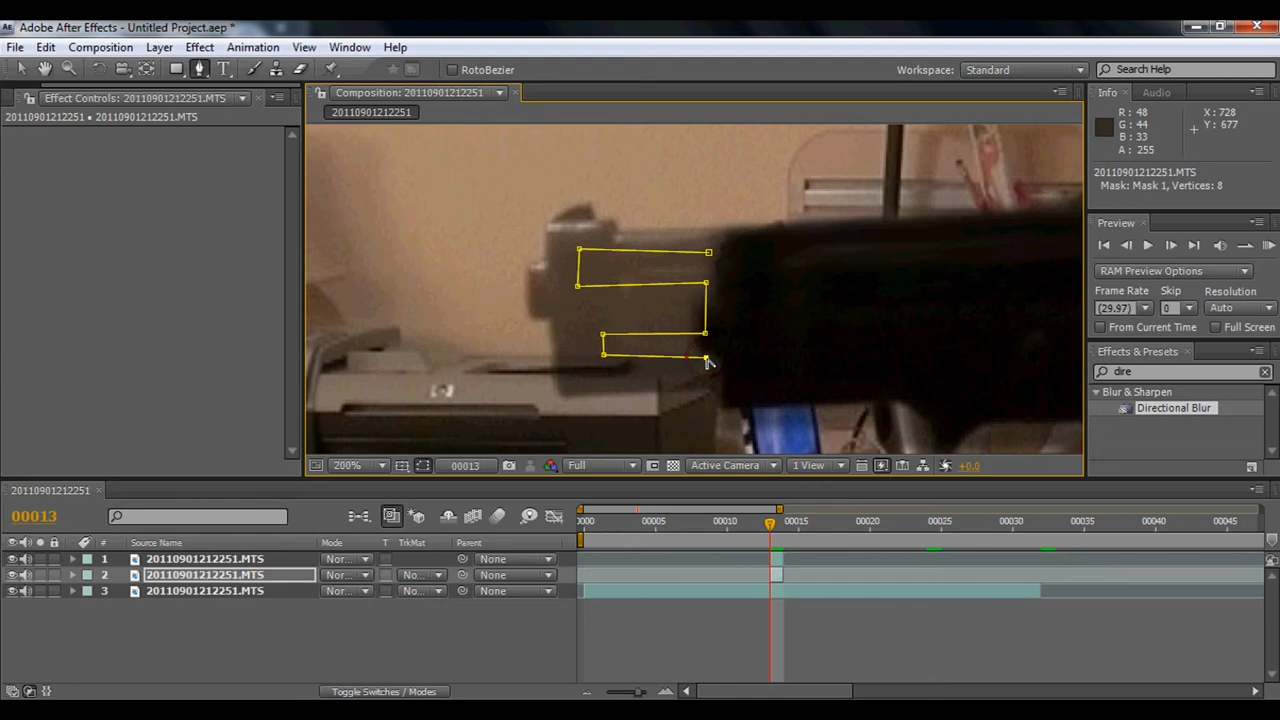 Adobe After Effects - Untitled Project.aep *
File Edit Composition Layer Effect Animation View Window Help
RotoBezier
Workspace: Standard
Search Help
Effect Controls: 20110901212251.MTS
20110901212251 • 20110901212251.MTS
Composition: 20110901212251
20110901212251
Info Audio
R: 48
G: 44
B: 33
A: 255
X: 728
Y: 677
20110901212251.MTS
Mask: Mask 1, Vertices: 8
Preview
RAM Preview Options
Frame Rate Skip Resolution
(29.97) 0 Auto
From Current Time Full Screen
Effects & Presets
dire
Blur & Sharpen
Directional Blur
200% 00013 Full Active Camera 1 View +0.0
20110901212251
00013
# Source Name Mode T TrkMat Parent
0000 00005 00010 00015 00020 00025 00030 00035 00040 00045
1 20110901212251.MTS Nor... None
2 20110901212251.MTS Nor... No... None
3 20110901212251.MTS Nor... No... None
Toggle Switches / Modes